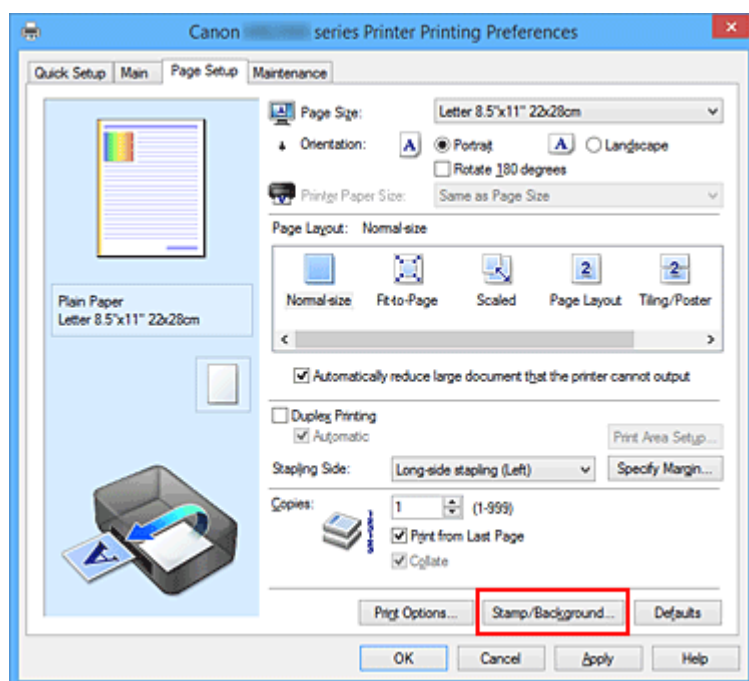 Canon series Printer Printing Preferences
Quick Setup Main Page Setup Maintenance
Page Size: Letter 8.5"x11" 22x28cm
Orientation: A Portrait A Landscape
Rotate 180 degrees
Printer Paper Size: Same as Page Size
Page Layout: Normal-size
2 2
Normal-size Fit-to-Page Scaled Page Layout Tiling/Poster
Plain Paper
Letter 8.5"x11" 22x28cm
Automatically reduce large document that the printer cannot output
Duplex Printing
Automatic
Print Area Setup...
Stapling Side: Long-side stapling (Left) Specify Margin...
Copies: 1 (1-999)
Print from Last Page
Collate
A
Print Options... Stamp/Background... Defaults
OK Cancel Apply Help